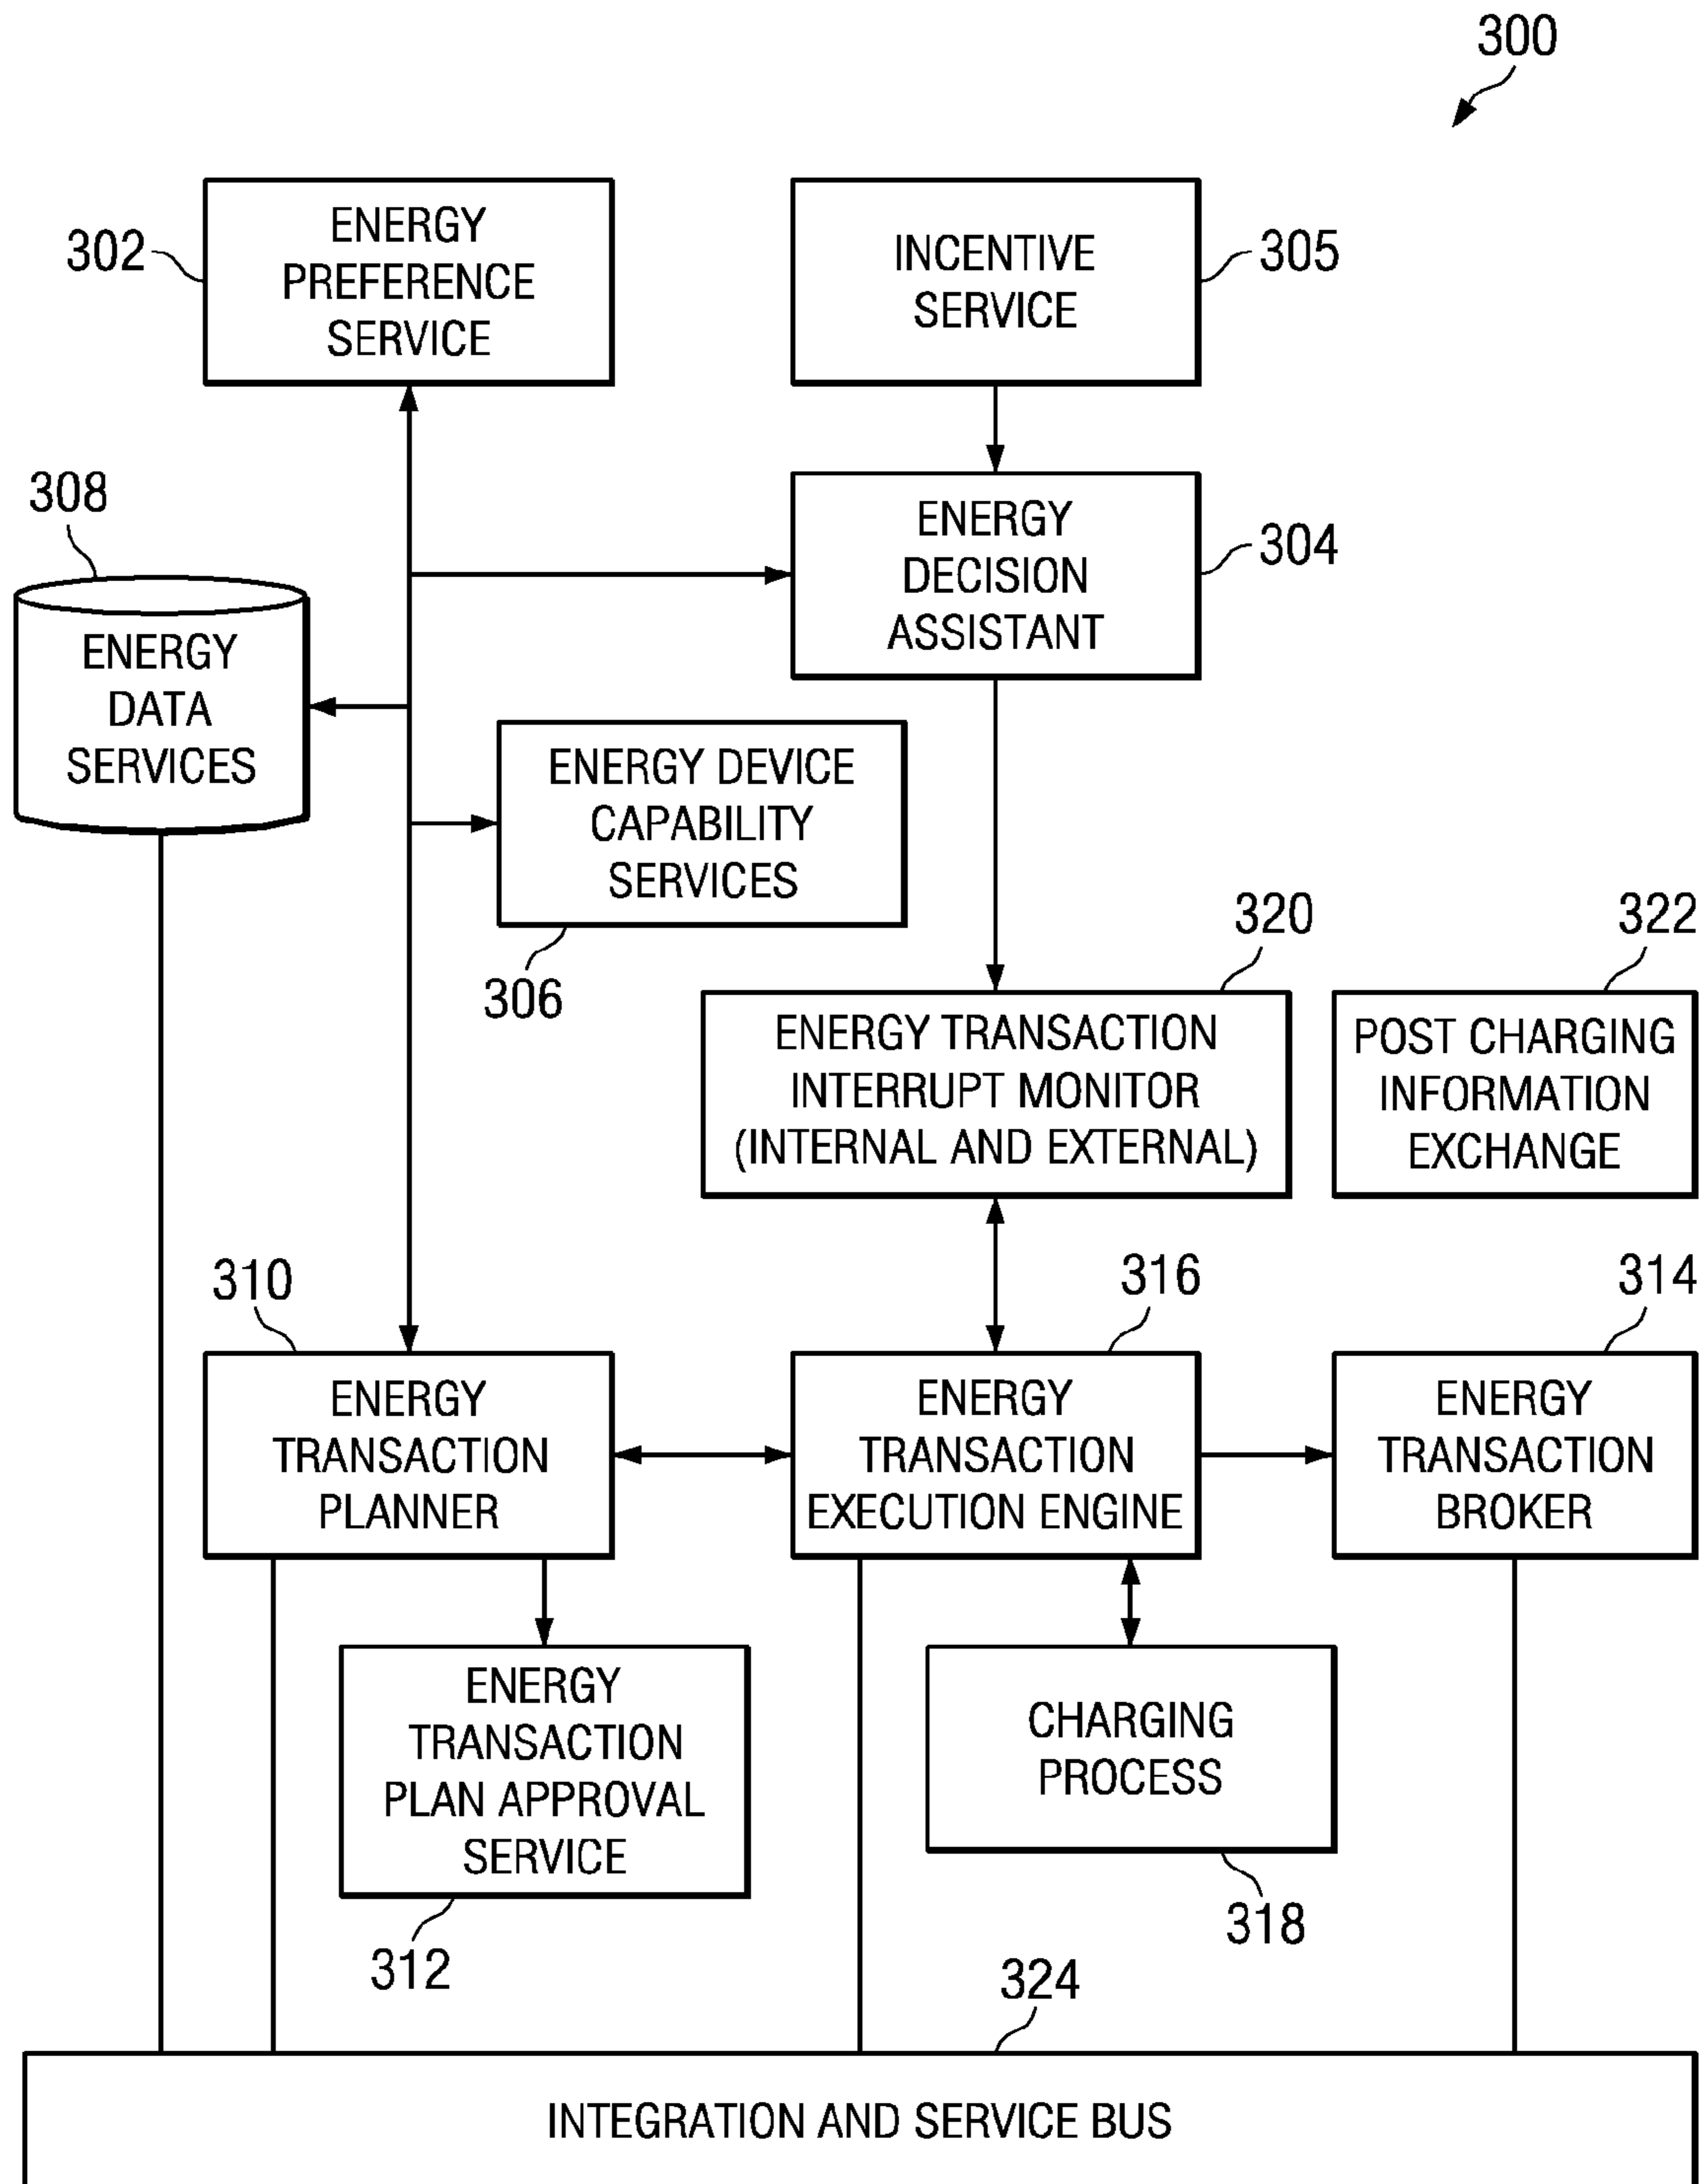 300
302
ENERGY
PREFERENCE
SERVICE
INCENTIVE
SERVICE
305
308
ENERGY
DATA
SERVICES
ENERGY
DECISION
ASSISTANT
304
ENERGY DEVICE
CAPABILITY
SERVICES
306
320
ENERGY TRANSACTION
INTERRUPT MONITOR
(INTERNAL AND EXTERNAL)
322
POST CHARGING
INFORMATION
EXCHANGE
310
ENERGY
TRANSACTION
PLANNER
316
ENERGY
TRANSACTION
EXECUTION ENGINE
314
ENERGY
TRANSACTION
BROKER
ENERGY
TRANSACTION
PLAN APPROVAL
SERVICE
312
CHARGING
PROCESS
318
324
INTEGRATION AND SERVICE BUS